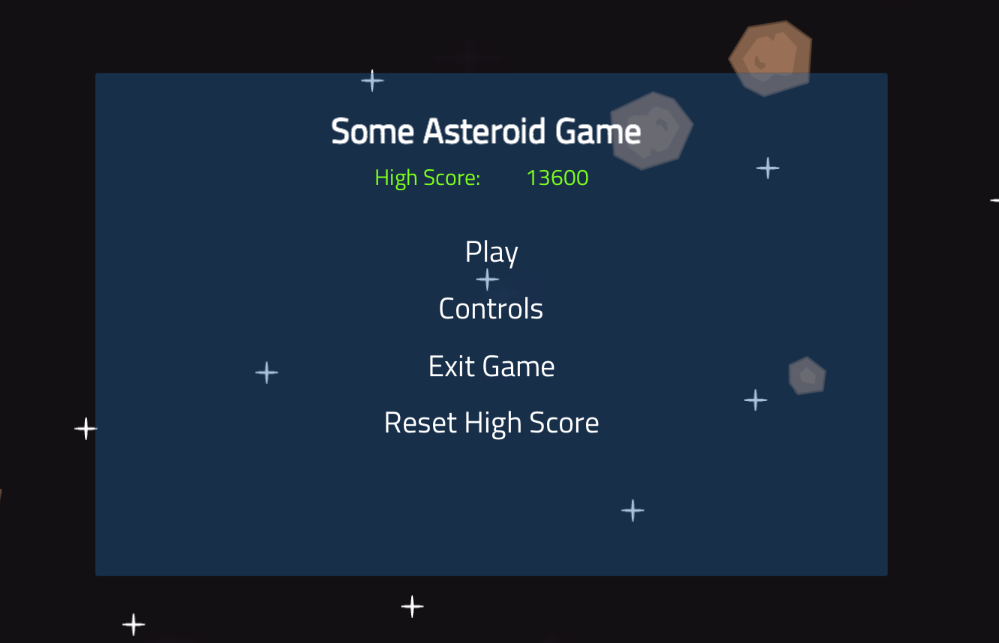 Some Asteroid Game
High Score: 13600
Play
Controls
Exit Game
Reset High Score